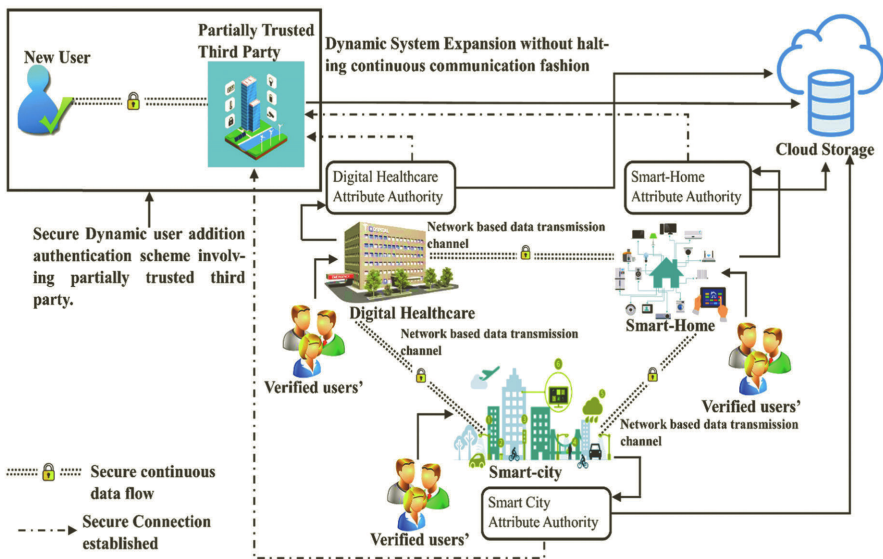 Partially Trusted
Third Party
New User
Dynamic System Expansion without hal-
ting continuous communication fashion
Cloud Storage
Digital Healthcare
Attribute Authority
Smart-Home
Attribute Authority
Secure Dynamic user addition
authentication scheme involv-
ing partially trusted third
party.
Network based data transmission
channel
Digital Healthcare
Smart-Home
Network based data transmission
channel
Verified users'
Verified users'
Network based data transmission
channel
Smart-city
Secure continuous
data flow
Smart City
Attribute Authority
Verified users'
Secure Connection
established